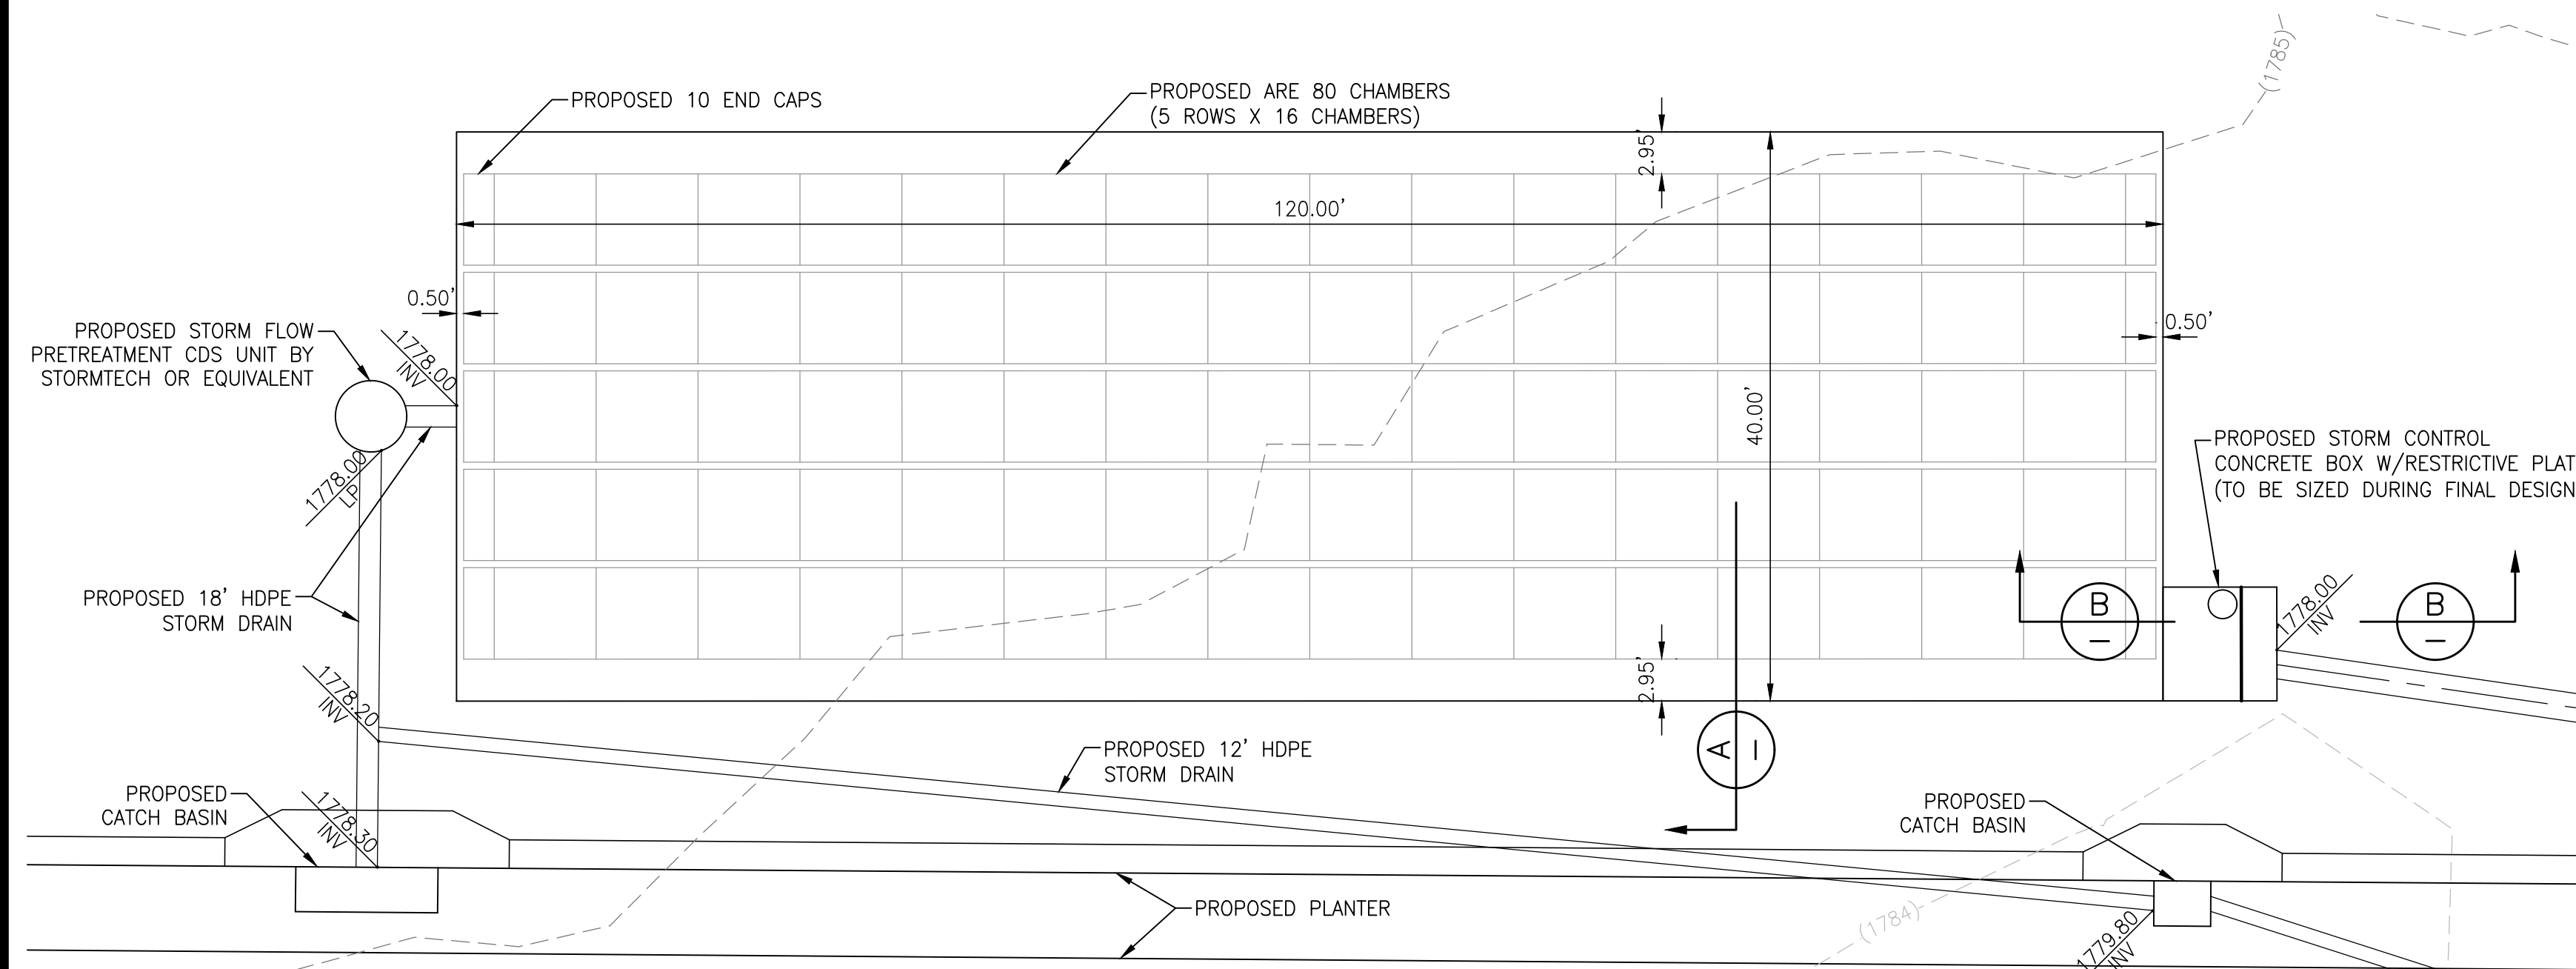 (1785)
PROPOSED 10 END CAPS
PROPOSED ARE 80 CHAMBERS
(5 ROWS X 16 CHAMBERS)
2.95'
120.00'
0.50'
0.50'
PROPOSED STORM FLOW
PRETREATMENT CDS UNIT BY
STORMTECH OR EQUIVALENT
1778.00
INV
40.00'
PROPOSED STORM CONTROL
CONCRETE BOX W/RESTRICTIVE PLAT
(TO BE SIZED DURING FINAL DESIGN
1778.00
LP
PROPOSED 18' HDPE
STORM DRAIN
B
–
1778.00
INV
B
–
2.95'
1778.20
INV
A
–
PROPOSED 12' HDPE
STORM DRAIN
PROPOSED
CATCH BASIN
1778.30
INV
PROPOSED
CATCH BASIN
PROPOSED PLANTER
(1784)
1779.80
INV